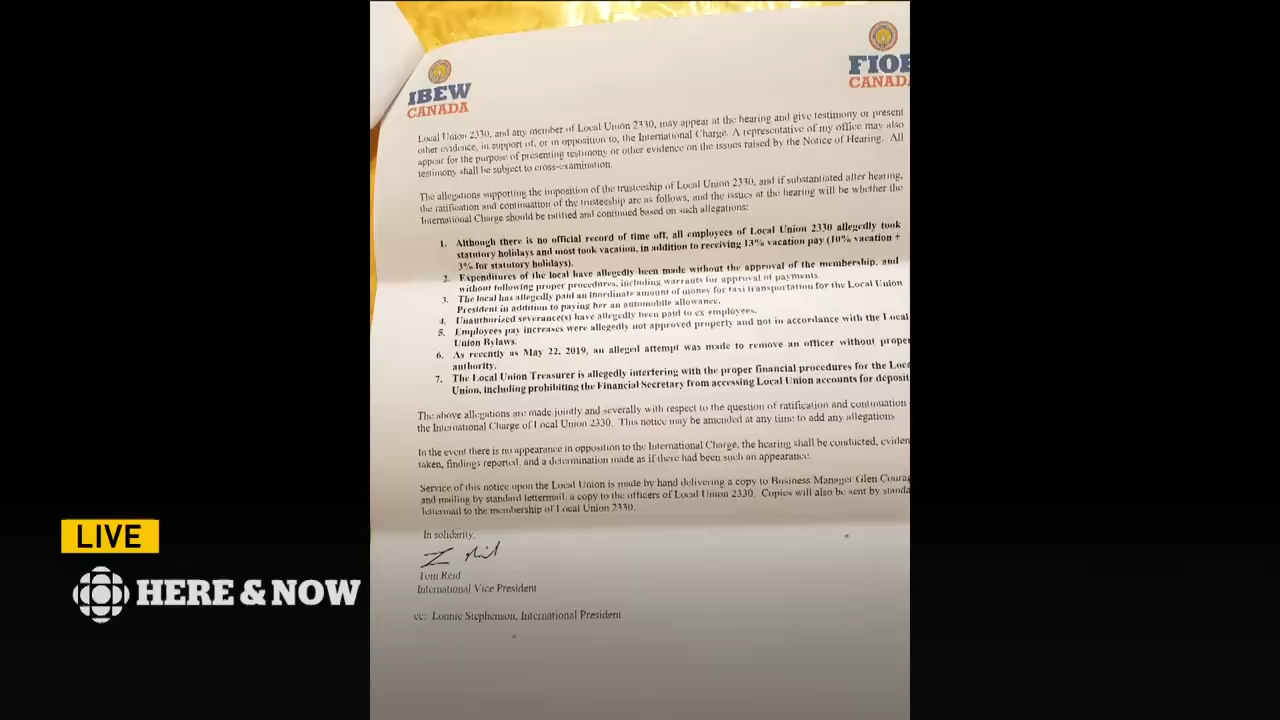 IBEW
CANADA
FIOE
CANADA
Local Union 2330, and any member of Local Union 2330, may appear at the hearing and give testimony or present
other evidence, in support of, or in opposition to, the International Charge. A representative of my office may also
appear for the purpose of presenting testimony or other evidence on the issues raised by the Notice of Hearing. All
testimony shall be subject to cross-examination.
The allegations supporting the imposition of the trusteeship of Local Union 2330, and if substantiated after hearing,
the ratification and continuation of the trusteeship are as follows, and the issues at the hearing will be whether the
International Charge should be ratified and continued based on such allegations:
1. Although there is no official record of time off, all employees of Local Union 2330 allegedly took
statutory holidays and most took vacation, in addition to receiving 13% vacation pay (10% vacation +
3% for statutory holidays).
2. Expenditures of the local have allegedly been made without the approval of the membership, and
without following proper procedures, including warrants for approval of payments.
3. The local has allegedly paid an inordinate amount of money for taxi transportation for the Local Union
President in addition to paying her an automobile allowance.
4. Unauthorized severance(s) have allegedly been paid to ex employees.
5. Employees pay increases were allegedly not approved properly and not in accordance with the Local
Union Bylaws.
6. As recently as May 22, 2019, an alleged attempt was made to remove an officer without proper
authority.
7. The Local Union Treasurer is allegedly interfering with the proper financial procedures for the Loca
Union, including prohibiting the Financial Secretary from accessing Local Union accounts for deposit
The above allegations are made jointly and severally with respect to the question of ratification and continuation
the International Charge of Local Union 2330. This notice may be amended at any time to add any allegations
In the event there is no appearance in opposition to the International Charge, the hearing shall be conducted, eviden
taken, findings reported, and a determination made as if there had been such an appearance.
Service of this notice upon the Local Union is made by hand delivering a copy to Business Manager Glen Courag
and mailing by standard lettermail, a copy to the officers of Local Union 2330. Copies will also be sent by standa
lettermail to the membership of Local Union 2330.
In solidarity,
Tom Reid
International Vice President
cc: Lonnie Stephenson, International President
LIVE
HERE & NOW